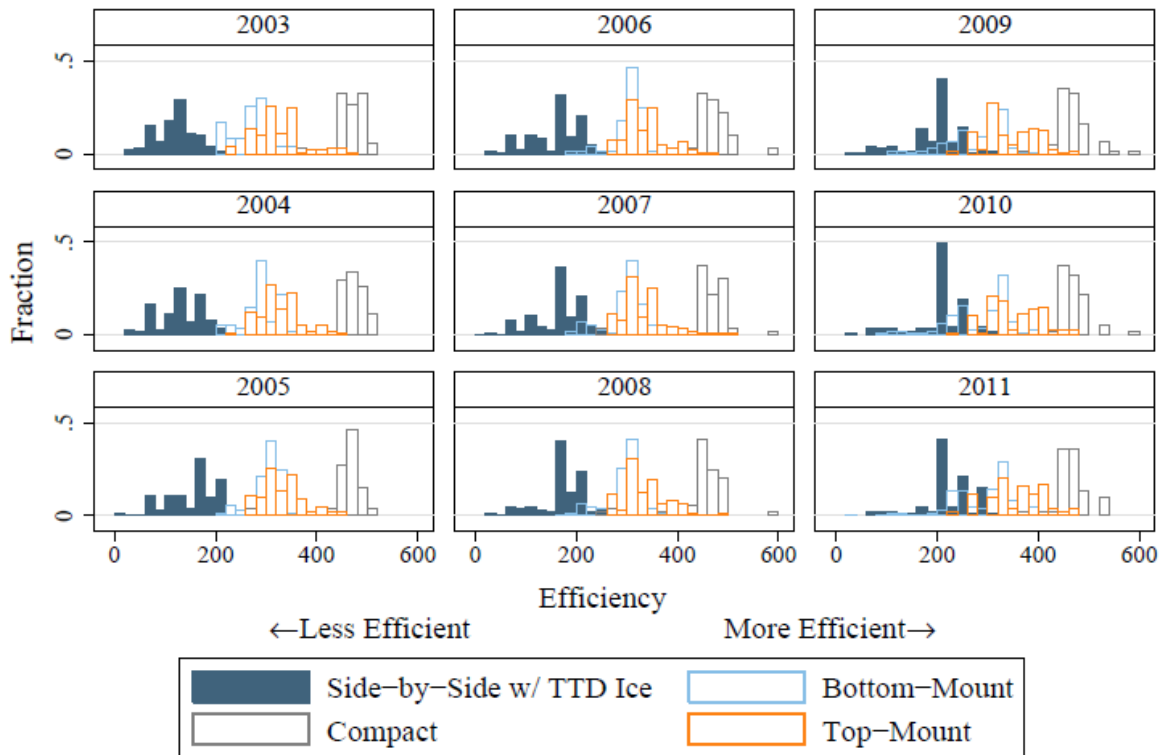 2003 2006 2009
.5
0
2004 2007 2010
.5
0
2005 2008 2011
.5
0
Fraction
0 200 400 600 0 200 400 600 0 200 400 600
Efficiency
←Less Efficient More Efficient→
Side−by−Side w/ TTD Ice Bottom−Mount
Compact Top−Mount